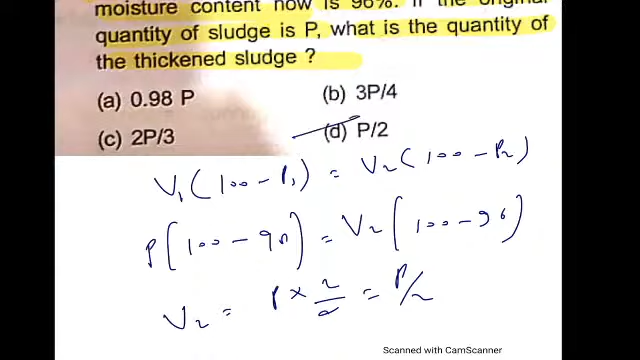 moisture content now is 96%. If the original
quantity of sludge is P, what is the quantity of
the thickened sludge ?
(a) 0.98 P (b) 3P/4
(c) 2P/3 (d) P/2
V₁(100 - P₁) = V₂(100 - P₂)
P[100 - 98] = V₂[100 - 96]
V₂ = P × 2/ = P/2
Scanned with CamScanner